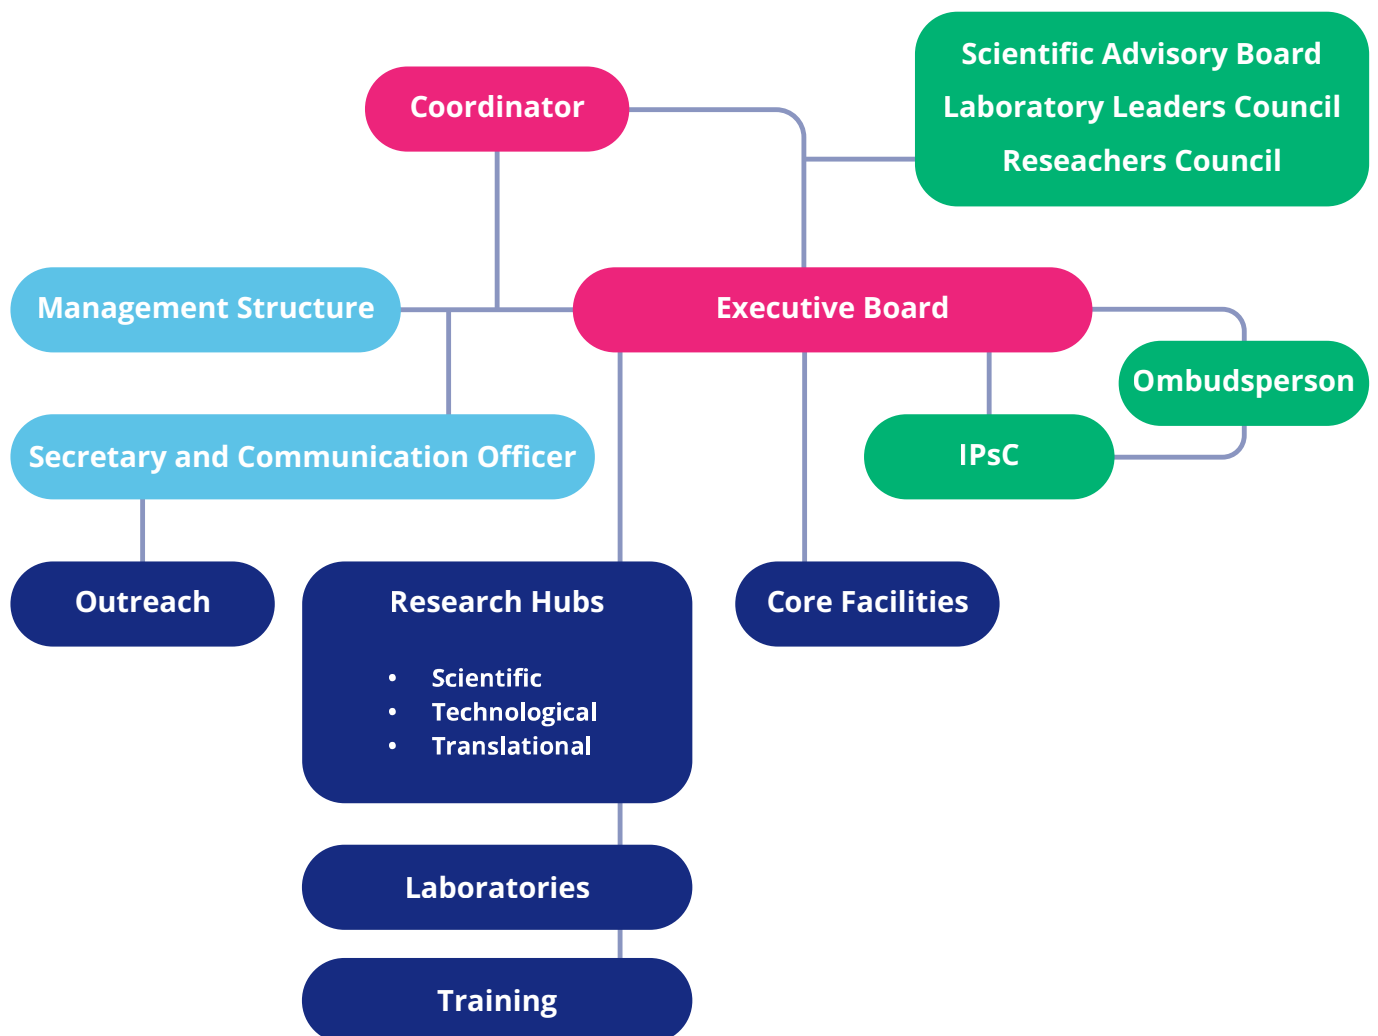 Scientific Advisory Board
Coordinator
Laboratory Leaders Council
Reseachers Council
Management Structure
Executive Board
Ombudsperson
Secretary and Communication Officer
IPsC
Outreach
Research Hubs
Core Facilities
• Scientific
• Technological
• Translational
Laboratories
Training